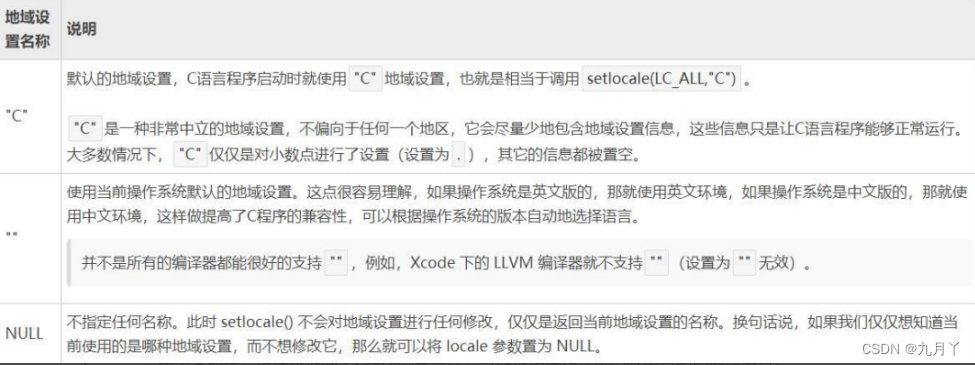 地域设
置名称
说明
"C"
默认的地域设置，C语言程序启动时就使用 "C" 地域设置，也就是相当于调用 setlocale(LC_ALL,"C") 。
"C" 是一种非常中立的地域设置，不偏向于任何一个地区，它会尽量少地包含地域设置信息，这些信息只是让C语言程序能够正常运行。
大多数情况下， "C" 仅仅是对小数点进行了设置（设置为 . ），其它的信息都被置空。
""
使用当前操作系统默认的地域设置。这点很容易理解，如果操作系统是英文版的，那就使用英文环境，如果操作系统是中文版的，那就使
用中文环境，这样做提高了C程序的兼容性，可以根据操作系统的版本自动地选择语言。
并不是所有的编译器都能很好的支持 "" ，例如，Xcode 下的 LLVM 编译器就不支持 "" （设置为 "" 无效）。
NULL
不指定任何名称。此时 setlocale() 不会对地域设置进行任何修改，仅仅是返回当前地域设置的名称。换句话说，如果我们仅仅想知道当
前使用的是哪种地域设置，而不想修改它，那么就可以将 locale 参数置为 NULL。
CSDN @九月丫